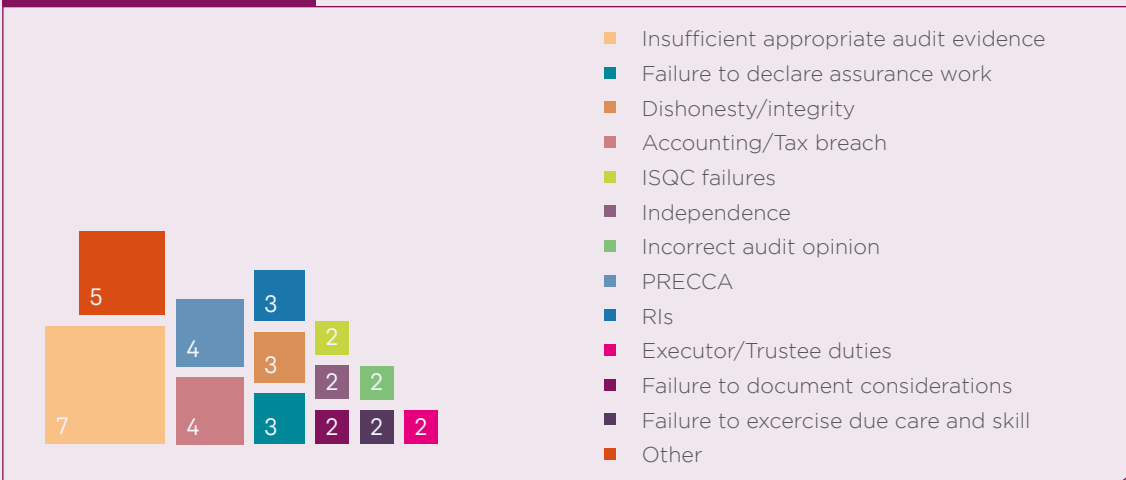 Insufficient appropriate audit evidence
Failure to declare assurance work
Dishonesty/integrity
Accounting/Tax breach
ISQC failures
Independence
Incorrect audit opinion
PRECCA
RIs
Executor/Trustee duties
Failure to document considerations
Failure to excercise due care and skill
Other
5
3
4
2
3
2 2
7
4
3
2 2 2